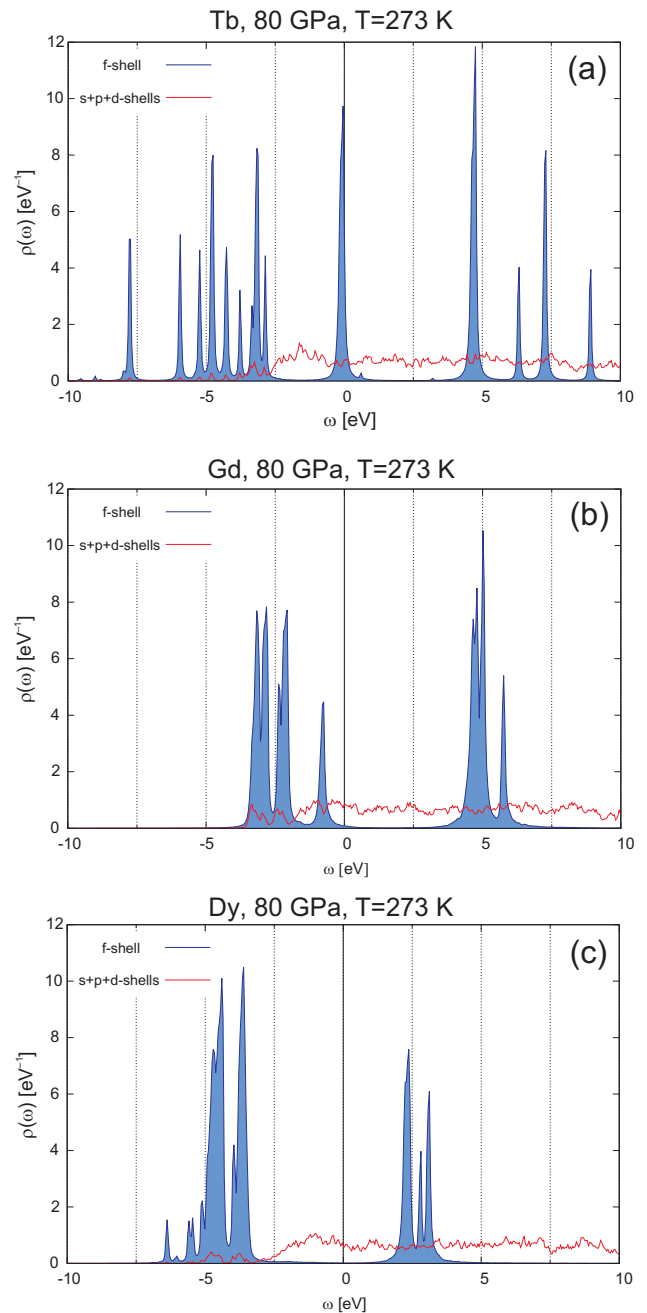 Tb, 80 GPa, T=273 K
(a)
f-shell
s+p+d-shells
ρ(ω) [eV⁻¹]
12
10
8
6
4
2
0
-10 -5 0 5 10
ω [eV]
Gd, 80 GPa, T=273 K
(b)
f-shell
s+p+d-shells
ρ(ω) [eV⁻¹]
12
10
8
6
4
2
0
-10 -5 0 5 10
ω [eV]
Dy, 80 GPa, T=273 K
(c)
f-shell
s+p+d-shells
ρ(ω) [eV⁻¹]
12
10
8
6
4
2
0
-10 -5 0 5 10
ω [eV]